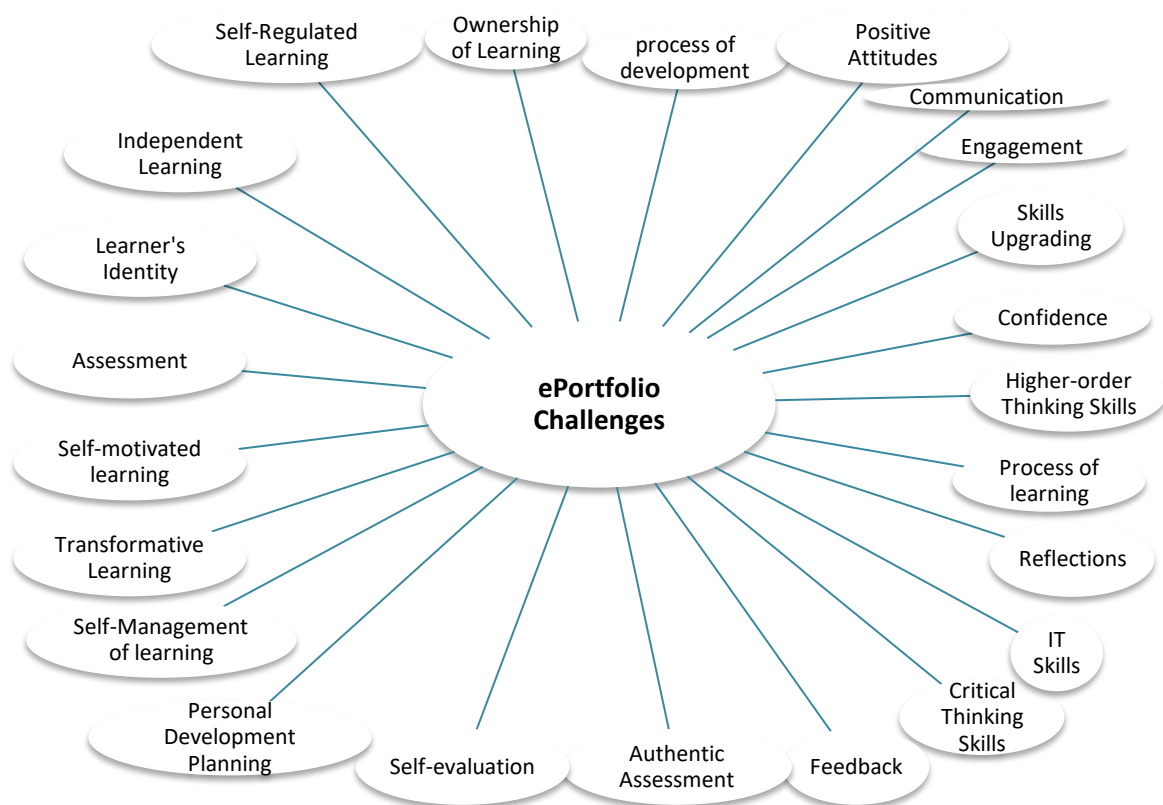 Self-Regulated
Learning
Ownership
of Learning
process of
development
Positive
Attitudes
Communication
Engagement
Skills
Upgrading
Confidence
Higher-order
Thinking Skills
Process of
learning
Reflections
IT
Skills
Critical
Thinking
Skills
Feedback
Authentic
Assessment
Self-evaluation
Personal
Development
Planning
Self-Management
of learning
Transformative
Learning
Self-motivated
learning
Assessment
Learner's
Identity
Independent
Learning
ePortfolio
Challenges